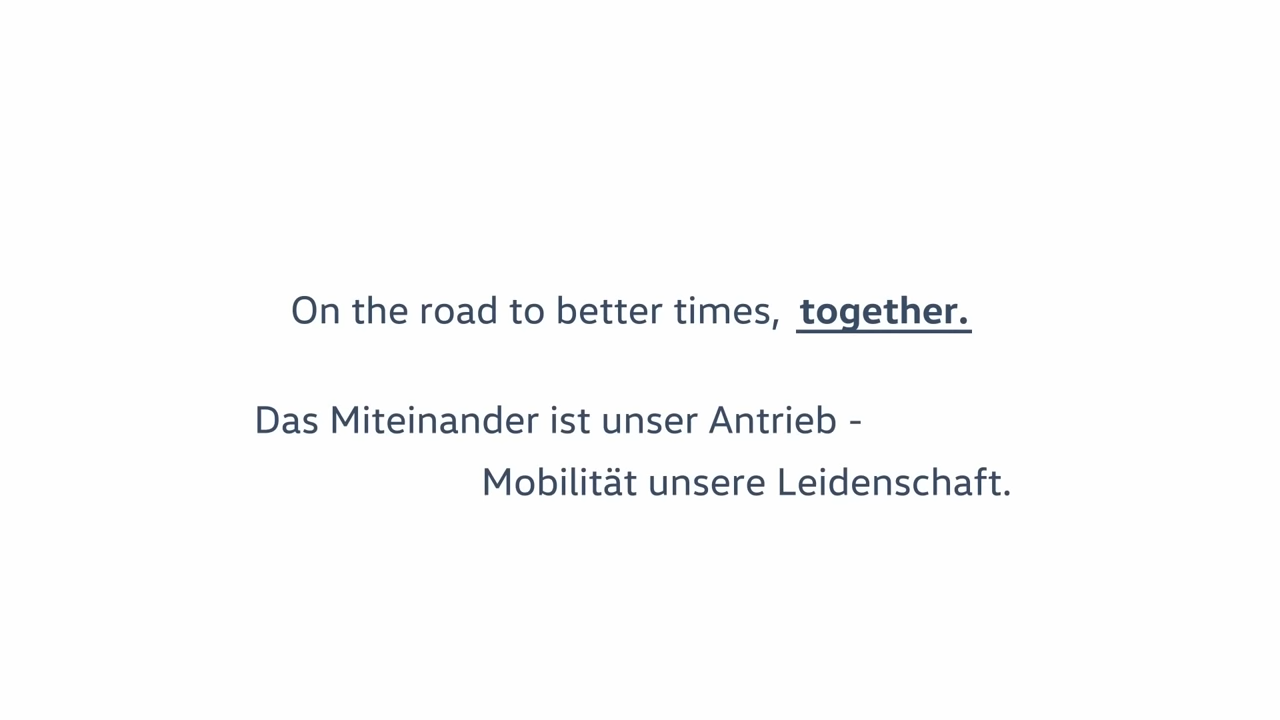 On the road to better times, together.
Das Miteinander ist unser Antrieb -
Mobilität unsere Leidenschaft.